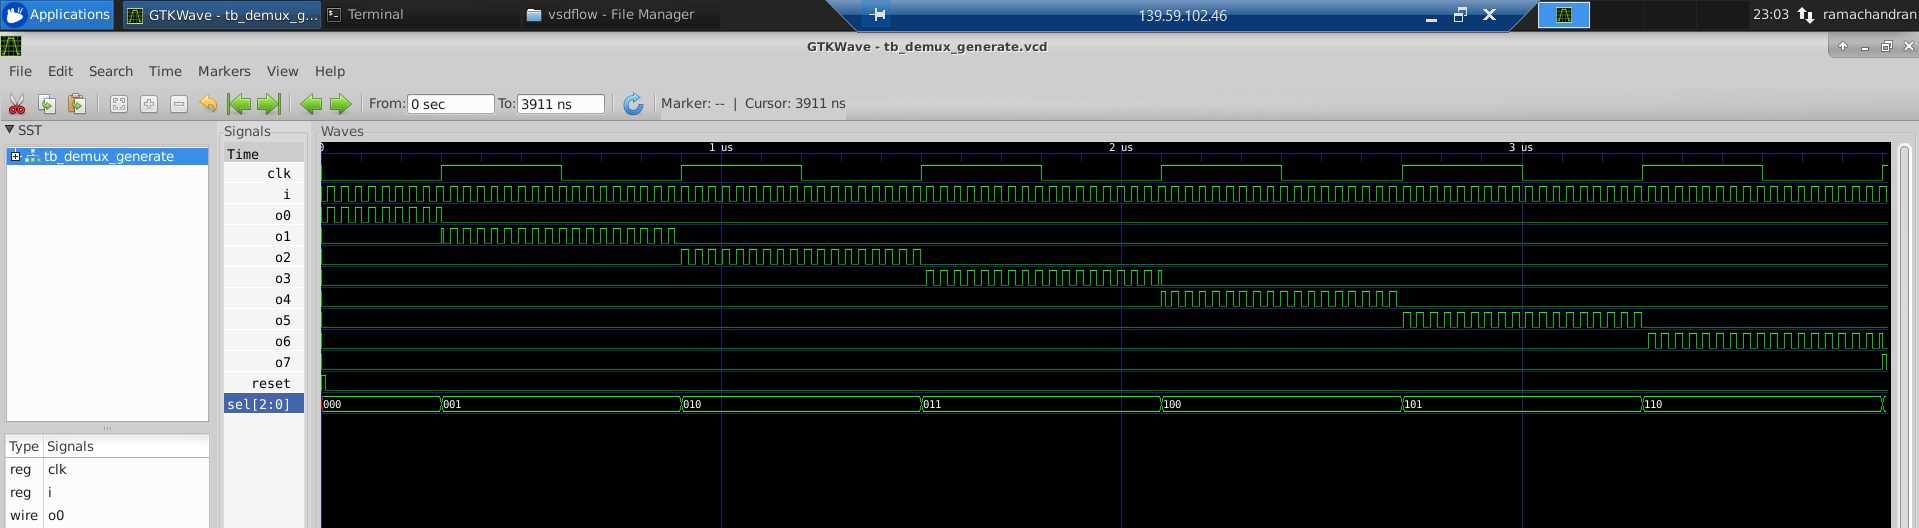 Applications GTKWave - tb_demux_g... Terminal vsdflow - File Manager 139.59.102.46 23:03 ramachandran
GTKWave - tb_demux_generate.vcd
File Edit Search Time Markers View Help
From: 0 sec To: 3911 ns Marker: -- | Cursor: 3911 ns
SST
tb_demux_generate
Type Signals
reg clk
reg i
wire o0
Signals
Time
clk
i
o0
o1
o2
o3
o4
o5
o6
o7
reset
sel[2:0]
Waves
0 1 us 2 us 3 us
000 001 010 011 100 101 110